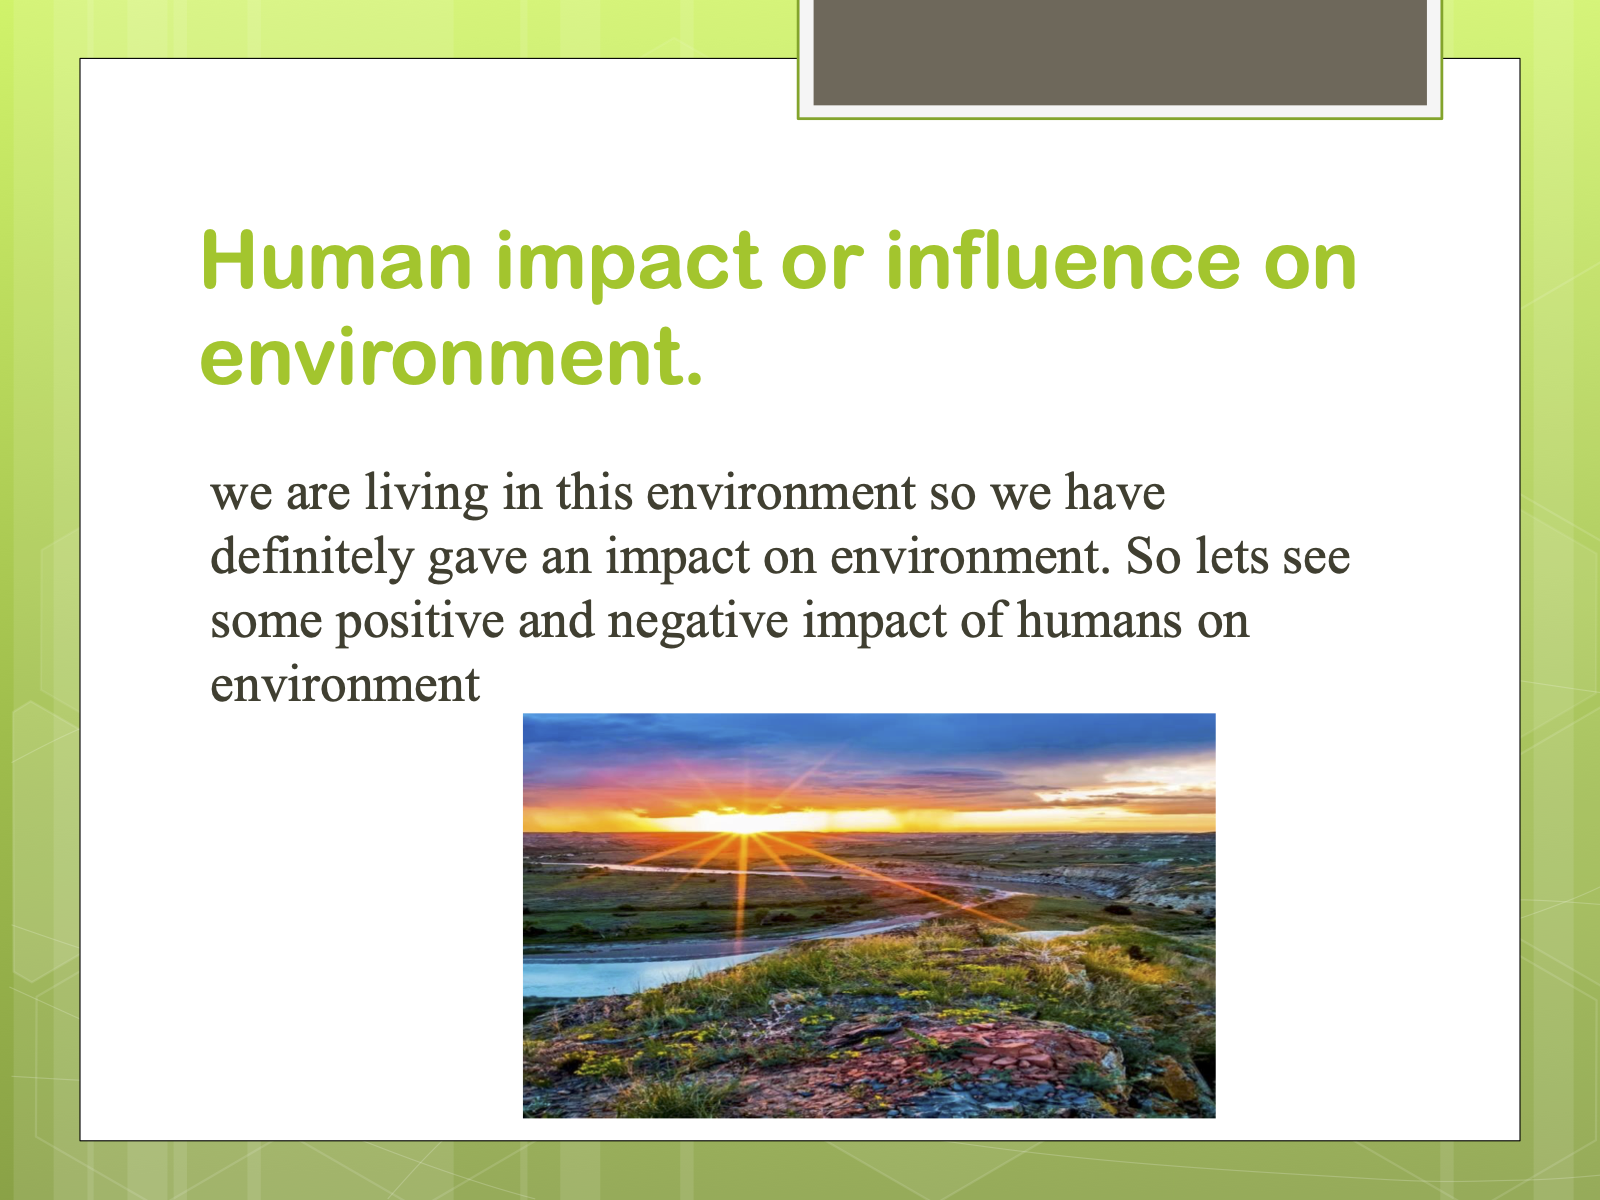 Human impact or influence on
environment.
we are living in this environment so we have
definitely gave an impact on environment. So lets see
some positive and negative impact of humans on
environment